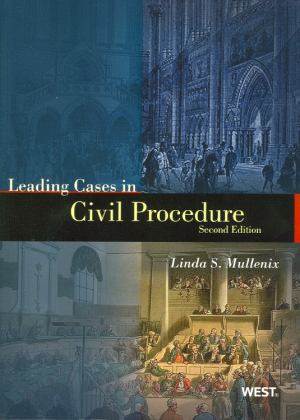 Leading Cases in
Civil Procedure
Second Edition
Linda S. Mullenix
WEST®